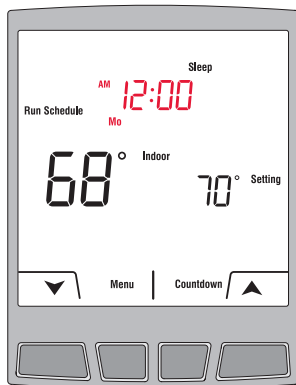 Sleep
AM 12:00
Run Schedule
Mo
68° Indoor
70° Setting
Menu Countdown